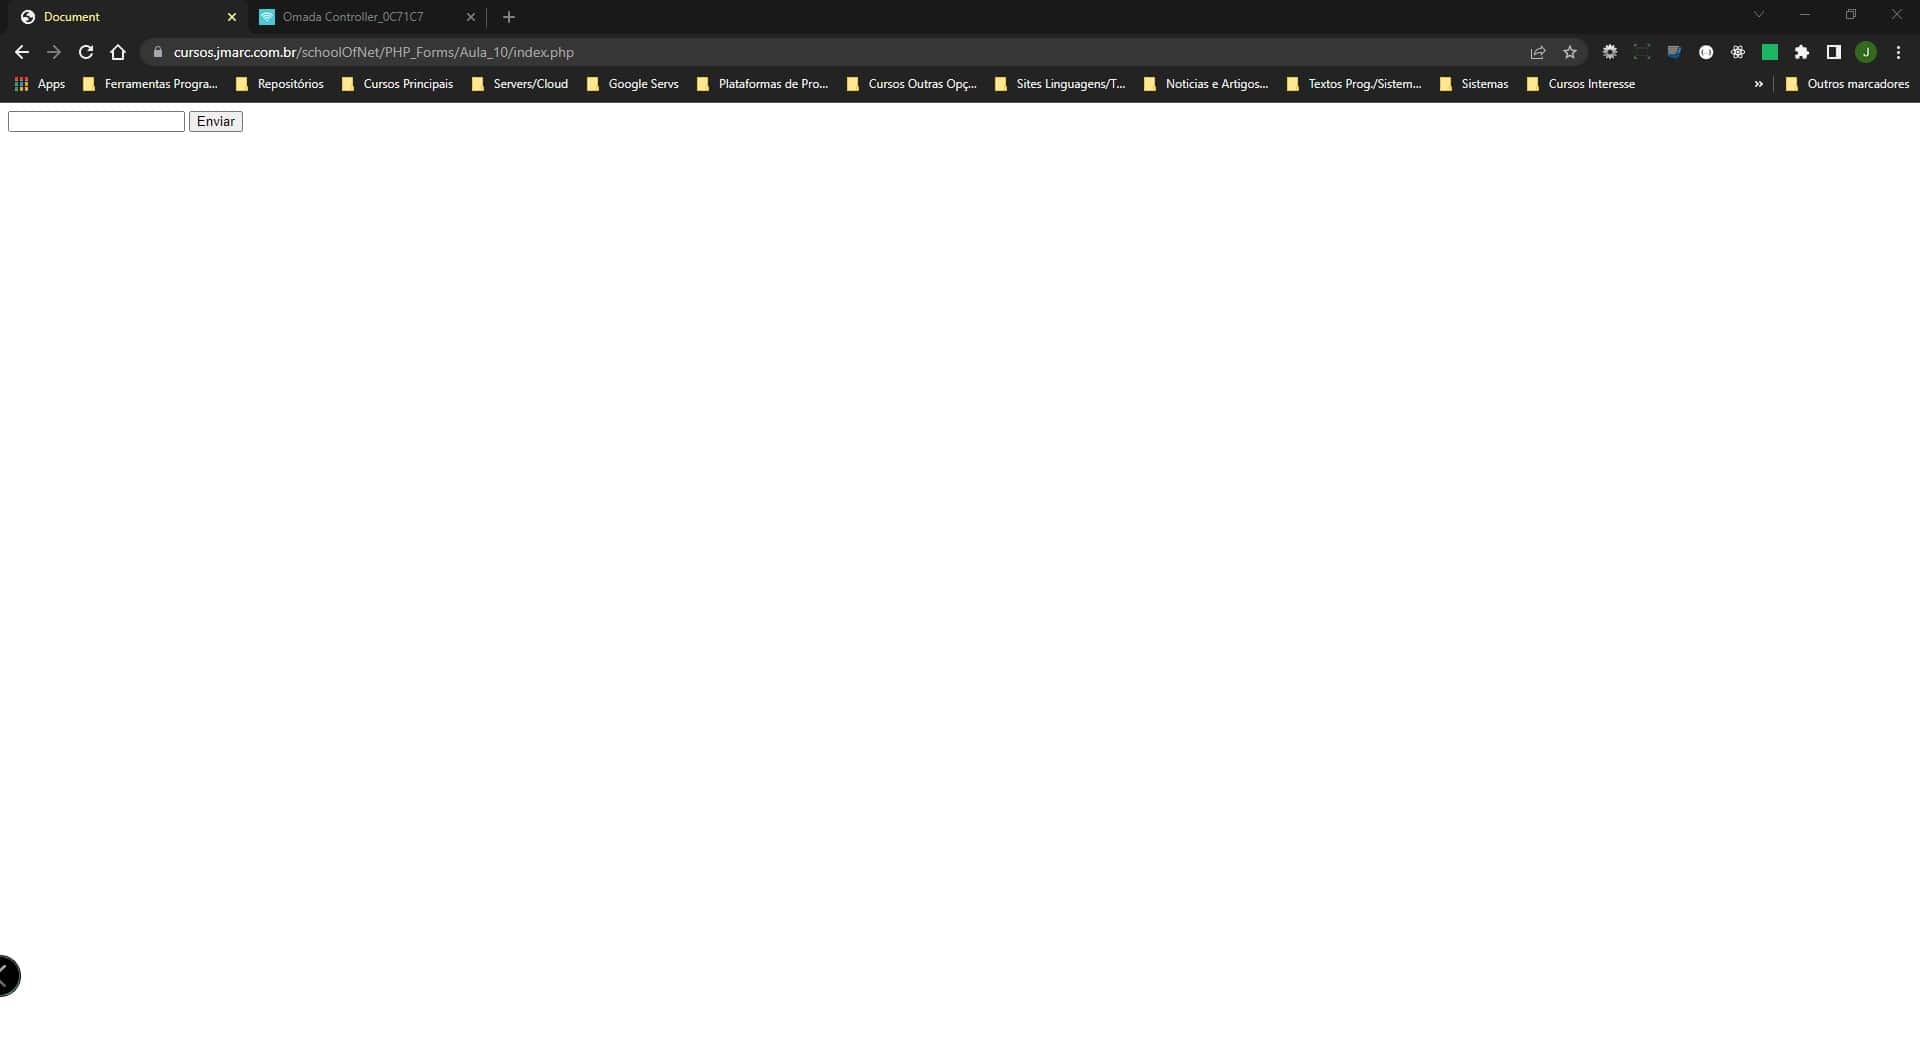 Document
Omada Controller_0C71C7
cursos.jmarc.com.br/schoolOfNet/PHP_Forms/Aula_10/index.php
J
Apps Ferramentas Progra... Repositórios Cursos Principais Servers/Cloud Google Servs Plataformas de Pro... Cursos Outras Opç... Sites Linguagens/T... Noticias e Artigos... Textos Prog./Sistem... Sistemas Cursos Interesse » Outros marcadores
Enviar